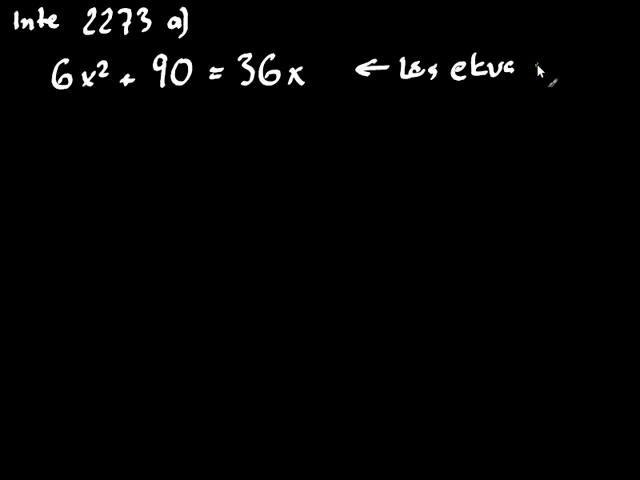 Inte 2273 a)
6x² + 90 = 36x ← Lös ekva